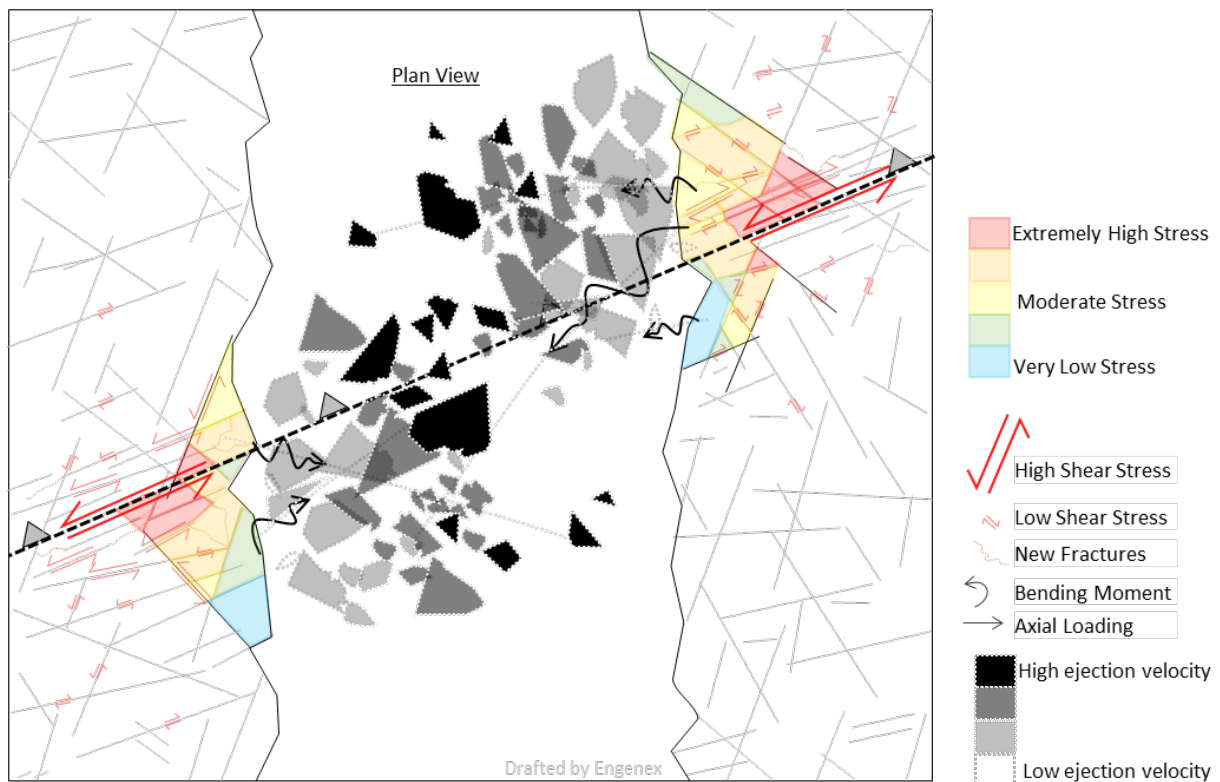 Plan View
Extremely High Stress
Moderate Stress
Very Low Stress
High Shear Stress
Low Shear Stress
New Fractures
Bending Moment
Axial Loading
High ejection velocity
Low ejection velocity
Drafted by Engenex